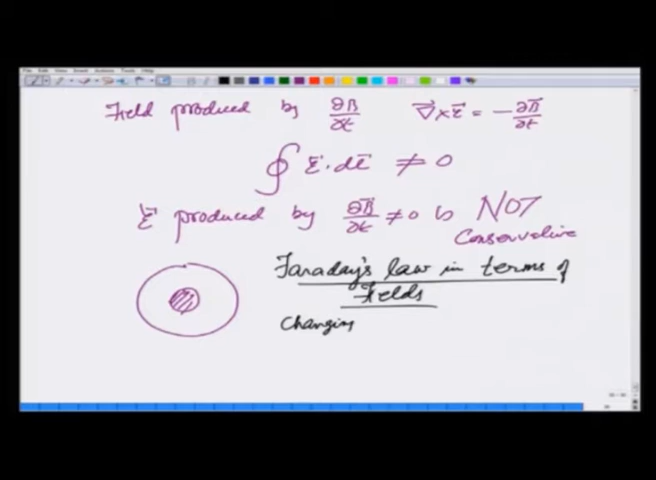 Field produced by ∂B/∂t ∇⃗×E⃗ = −∂B⃗/∂t
∮ E⃗·dl⃗ ≠ 0
E⃗ produced by ∂B⃗/∂t ≠ 0 is NOT
Conservative
Faraday's law in terms of
Fields
Changing